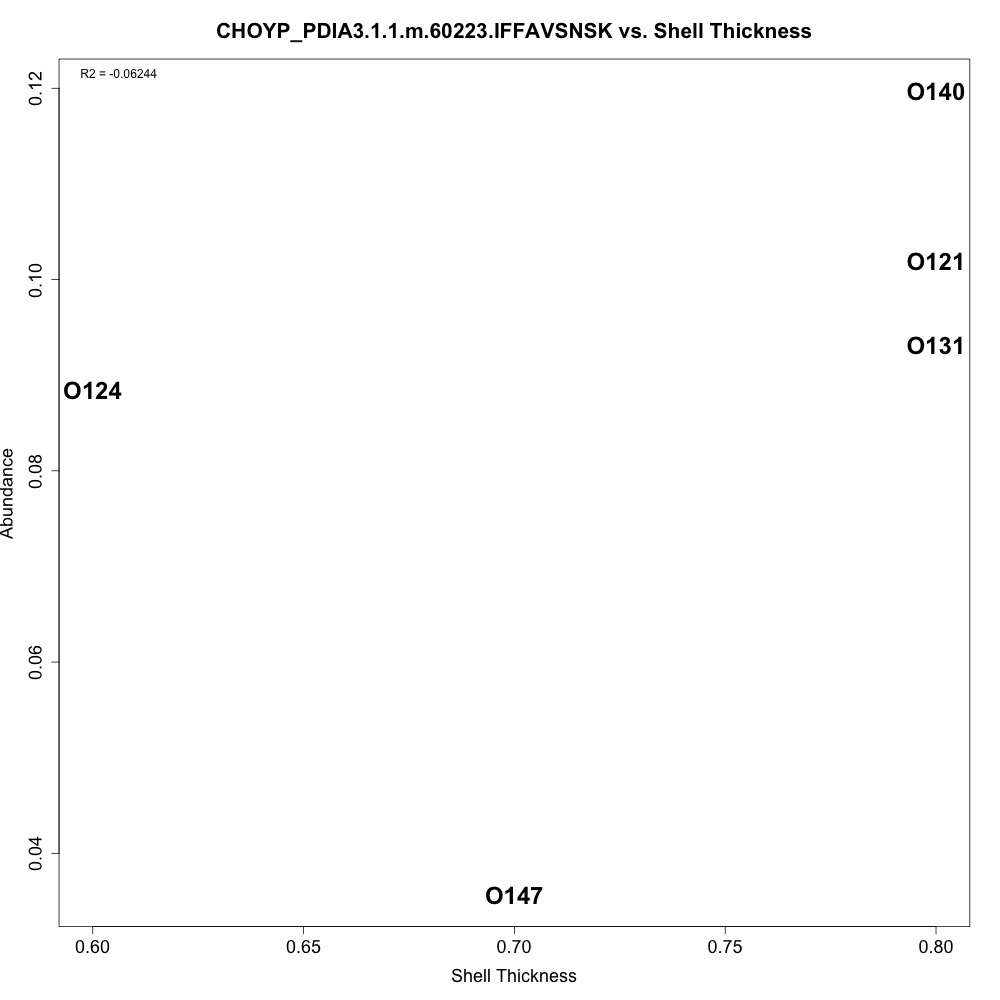 CHOYP_PDIA3.1.1.m.60223.IFFAVSNSK vs. Shell Thickness
R2 = -0.06244
0.12
O140
0.10
O121
O131
O124
0.08
Abundance
0.06
0.04
O147
0.60 0.65 0.70 0.75 0.80
Shell Thickness